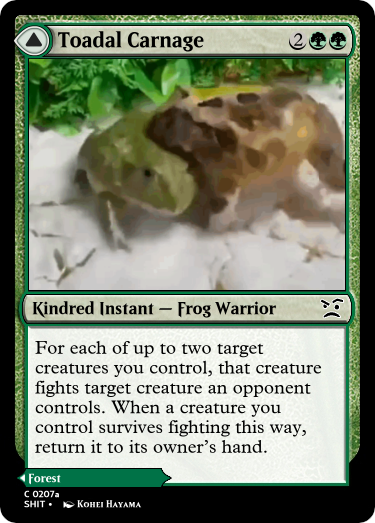 Toadal Carnage 2
Kindred Instant — Frog Warrior
For each of up to two target
creatures you control, that creature
fights target creature an opponent
controls. When a creature you
control survives fighting this way,
return it to its owner's hand.
Forest
C 0207a
SHIT • Kohei Hayama